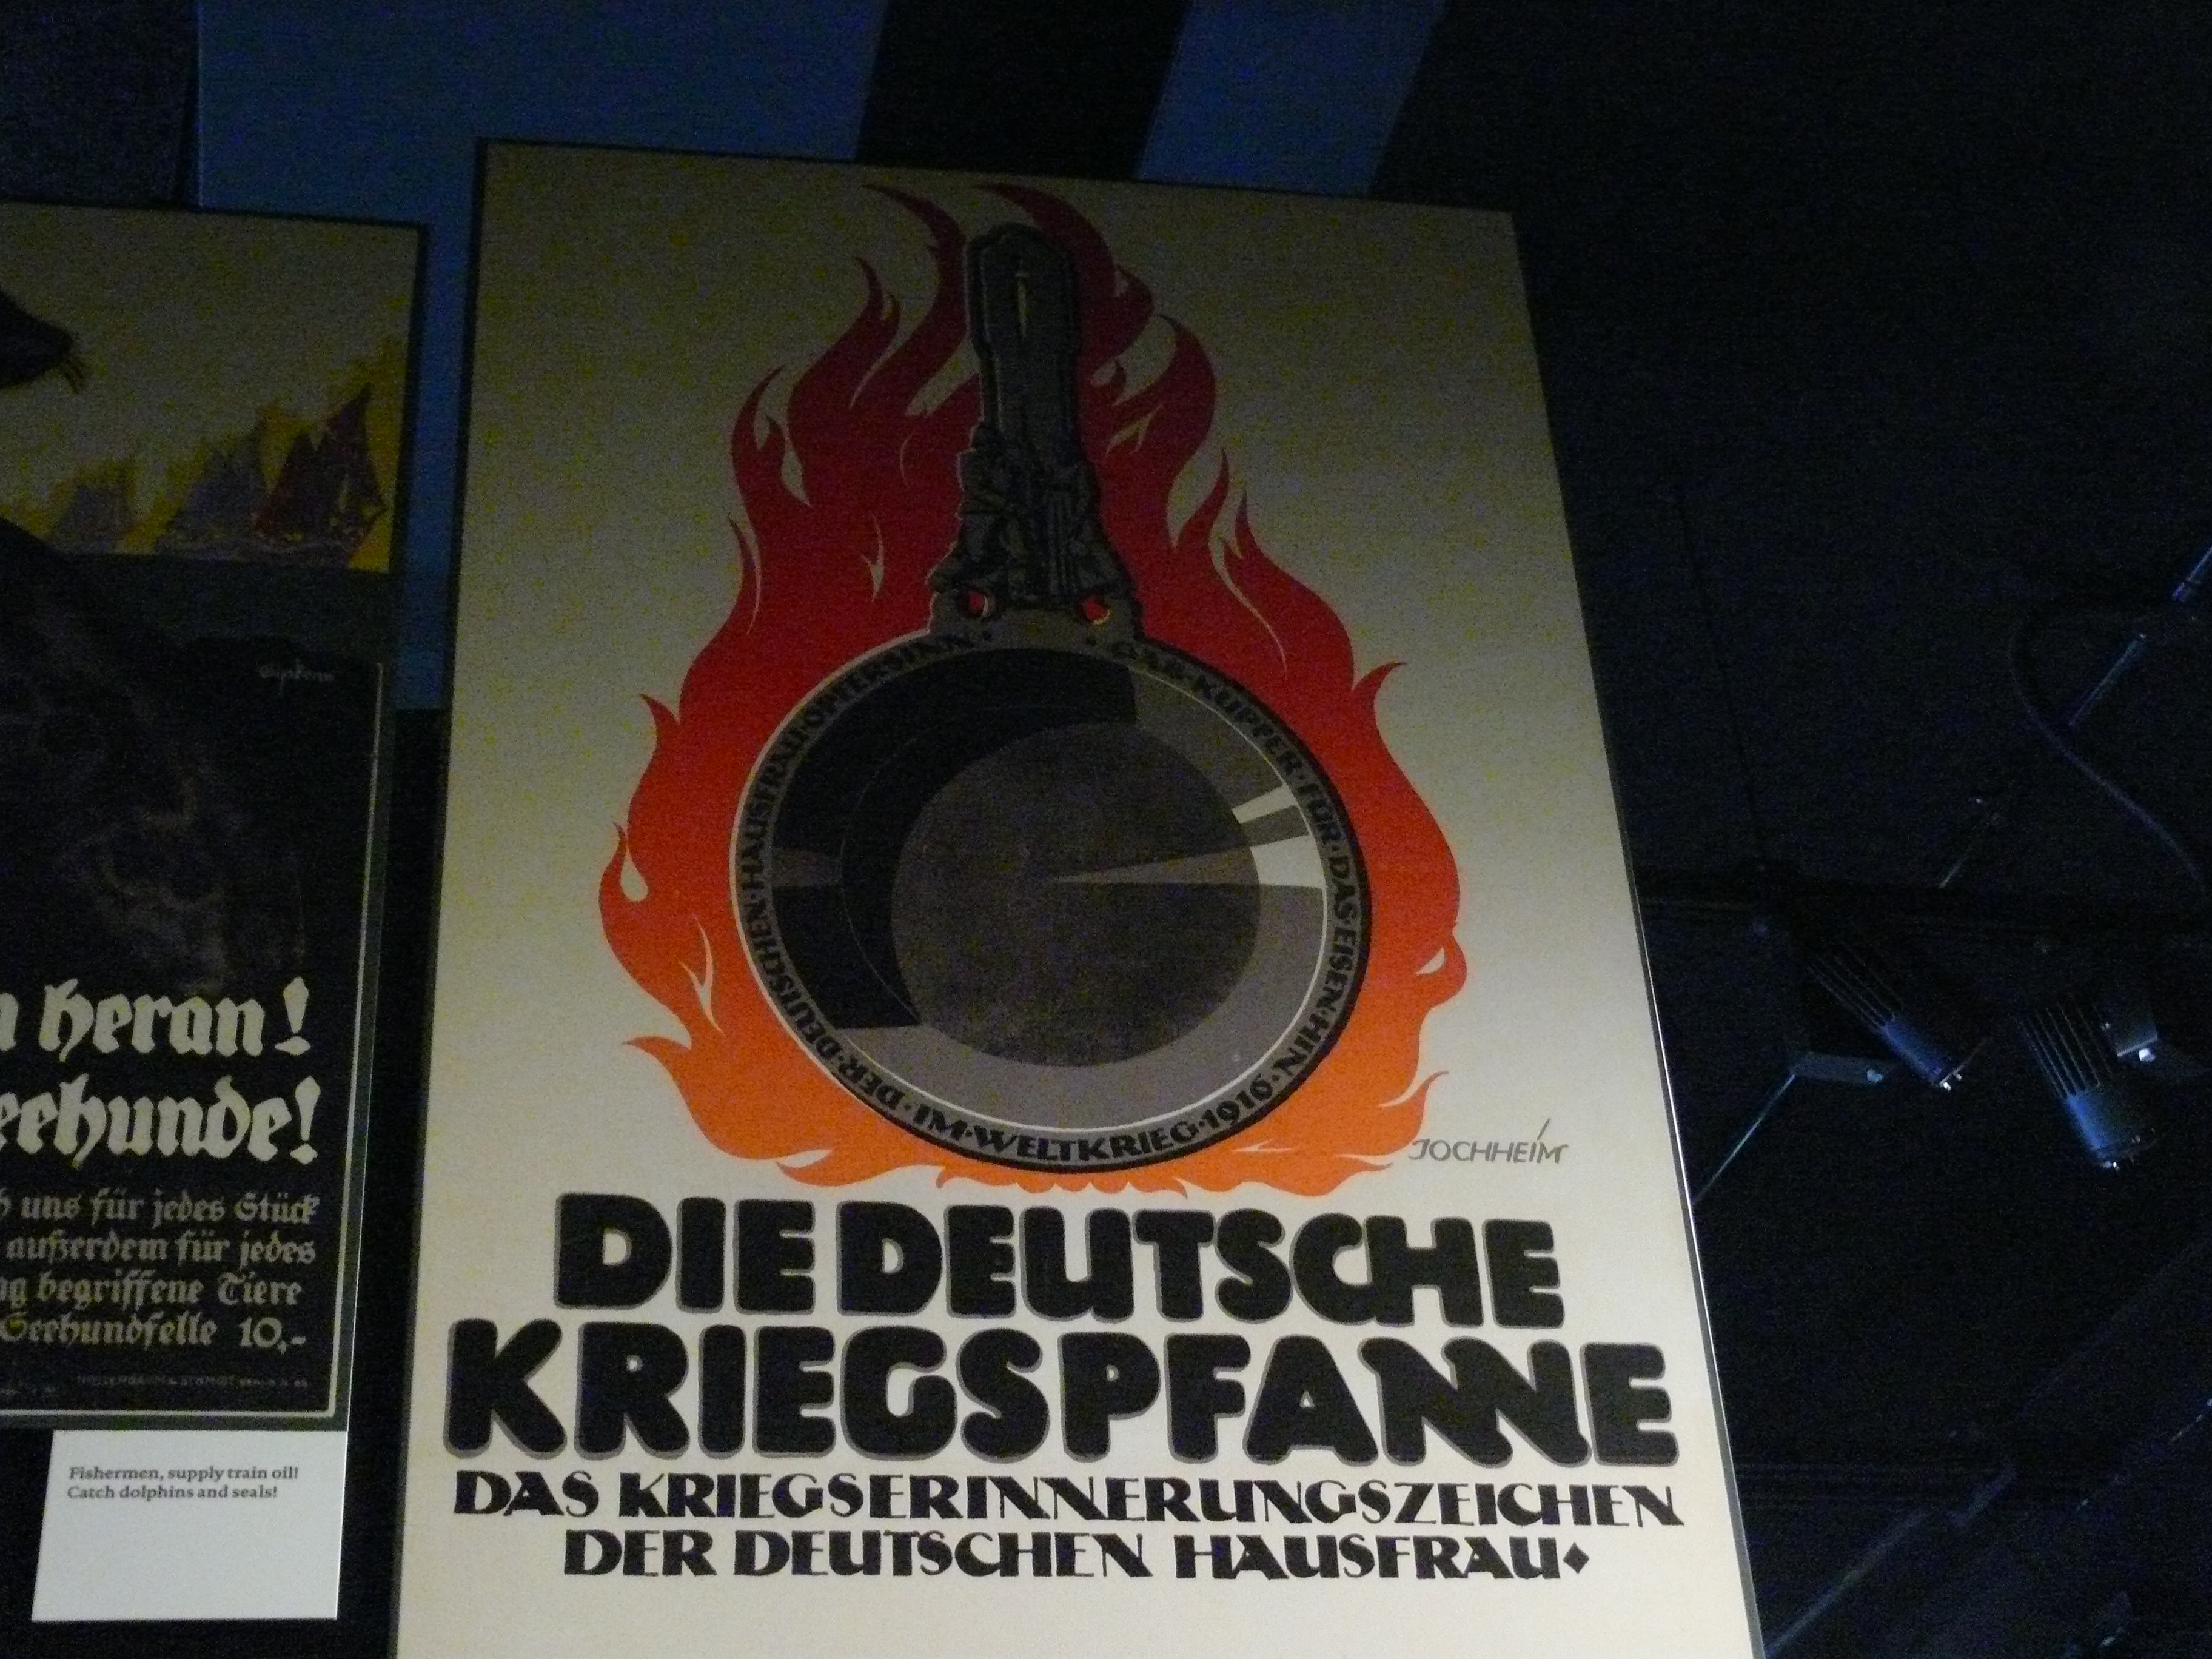 heran!
uns für jedes Stück
außerdem für jedes
begriffene Tiere
Seehundfelle 10,-
Fishermen, supply train oil!
Catch dolphins and seals!
DER·DEUTSCHEN·HAUSFRAU·OPFERSINN· ·GAB·KUPFER·FÜR·DAS·EISEN·HIN·1916·IM·WELTKRIEG·
JOCHHEIM
DIE DEUTSCHE
KRIEGSPFANNE
DAS KRIEGSERINNERUNGSZEICHEN
DER DEUTSCHEN HAUSFRAU♦